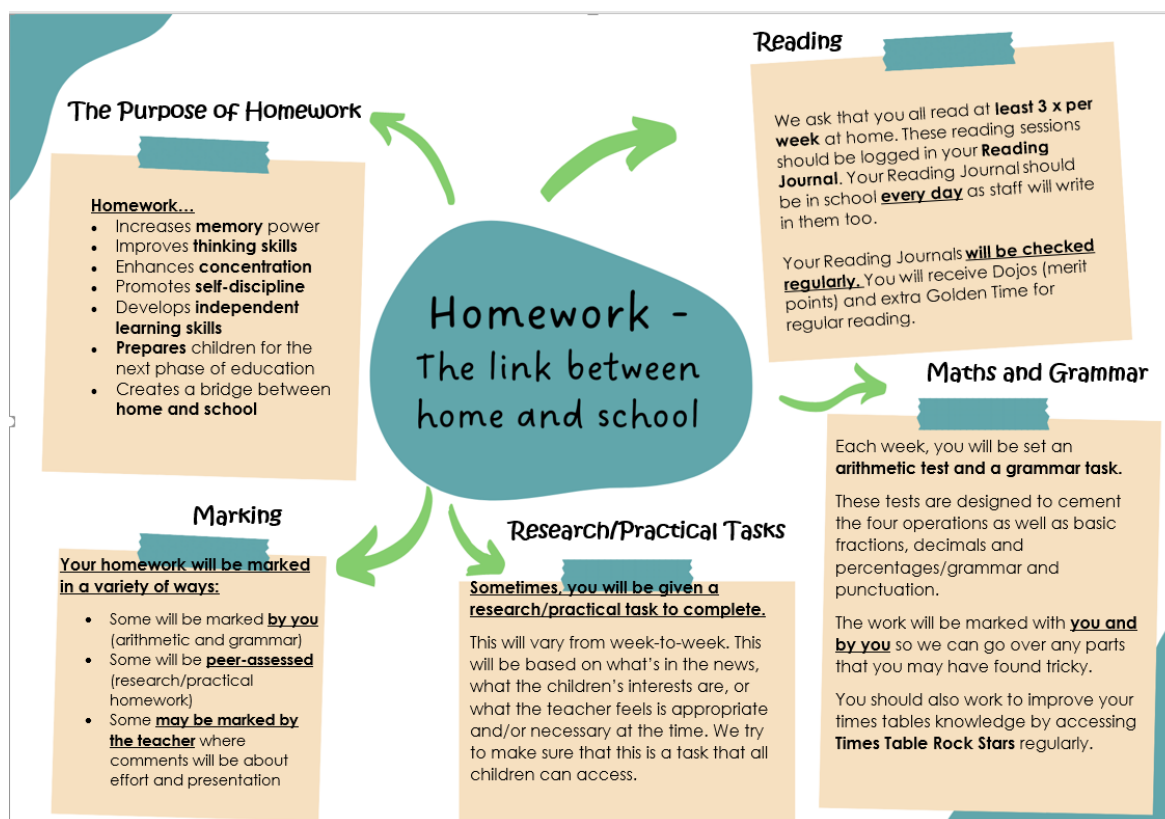 Homework -
The link between
home and school
The Purpose of Homework
Homework...
• Increases memory power
• Improves thinking skills
• Enhances concentration
• Promotes self-discipline
• Develops independent
learning skills
• Prepares children for the
next phase of education
• Creates a bridge between
home and school
Reading
We ask that you all read at least 3 x per
week at home. These reading sessions
should be logged in your Reading
Journal. Your Reading Journal should
be in school every day as staff will write
in them too.
Your Reading Journals will be checked
regularly. You will receive Dojos (merit
points) and extra Golden Time for
regular reading.
Maths and Grammar
Each week, you will be set an
arithmetic test and a grammar task.
These tests are designed to cement
the four operations as well as basic
fractions, decimals and
percentages/grammar and
punctuation.
The work will be marked with you and
by you so we can go over any parts
that you may have found tricky.
You should also work to improve your
times tables knowledge by accessing
Times Table Rock Stars regularly.
Marking
Your homework will be marked
in a variety of ways:
• Some will be marked by you
(arithmetic and grammar)
• Some will be peer-assessed
(research/practical
homework)
• Some may be marked by
the teacher where
comments will be about
effort and presentation
Research/Practical Tasks
Sometimes, you will be given a
research/practical task to complete.
This will vary from week-to-week. This
will be based on what's in the news,
what the children's interests are, or
what the teacher feels is appropriate
and/or necessary at the time. We try
to make sure that this is a task that all
children can access.